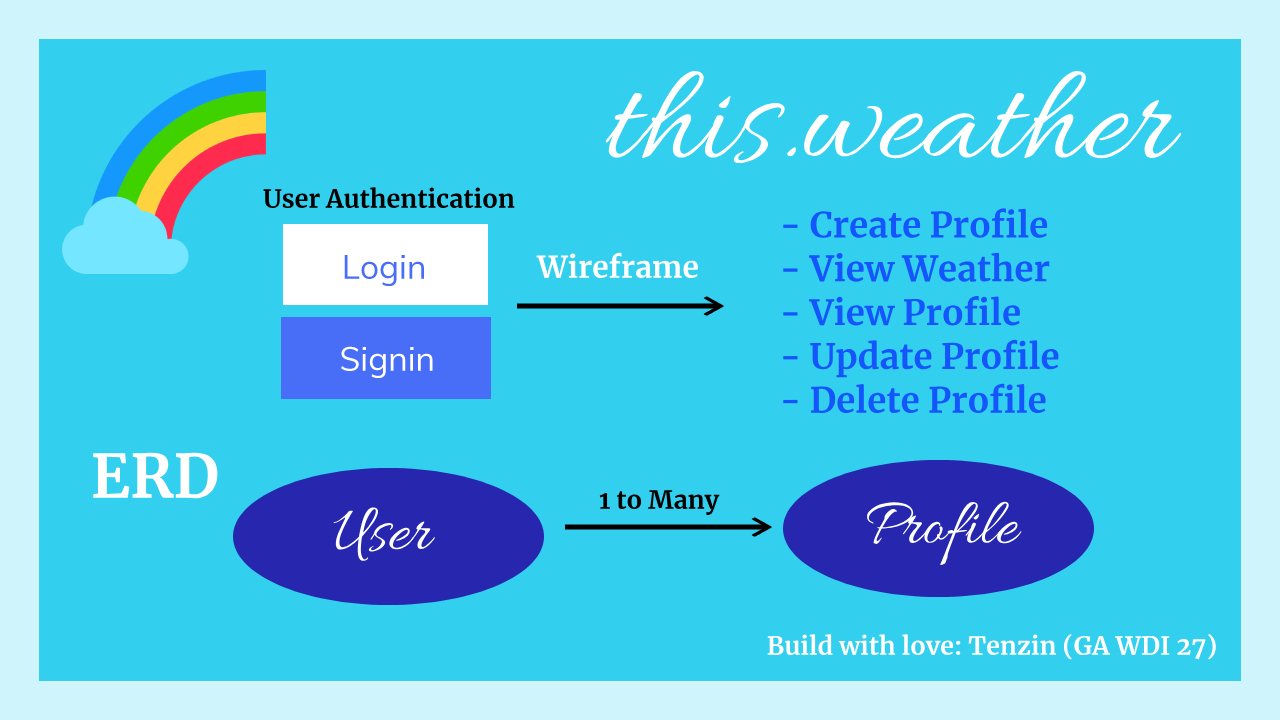 this.weather
User Authentication
Login
Signin
Wireframe
- Create Profile
- View Weather
- View Profile
- Update Profile
- Delete Profile
ERD
User
1 to Many
Profile
Build with love: Tenzin (GA WDI 27)